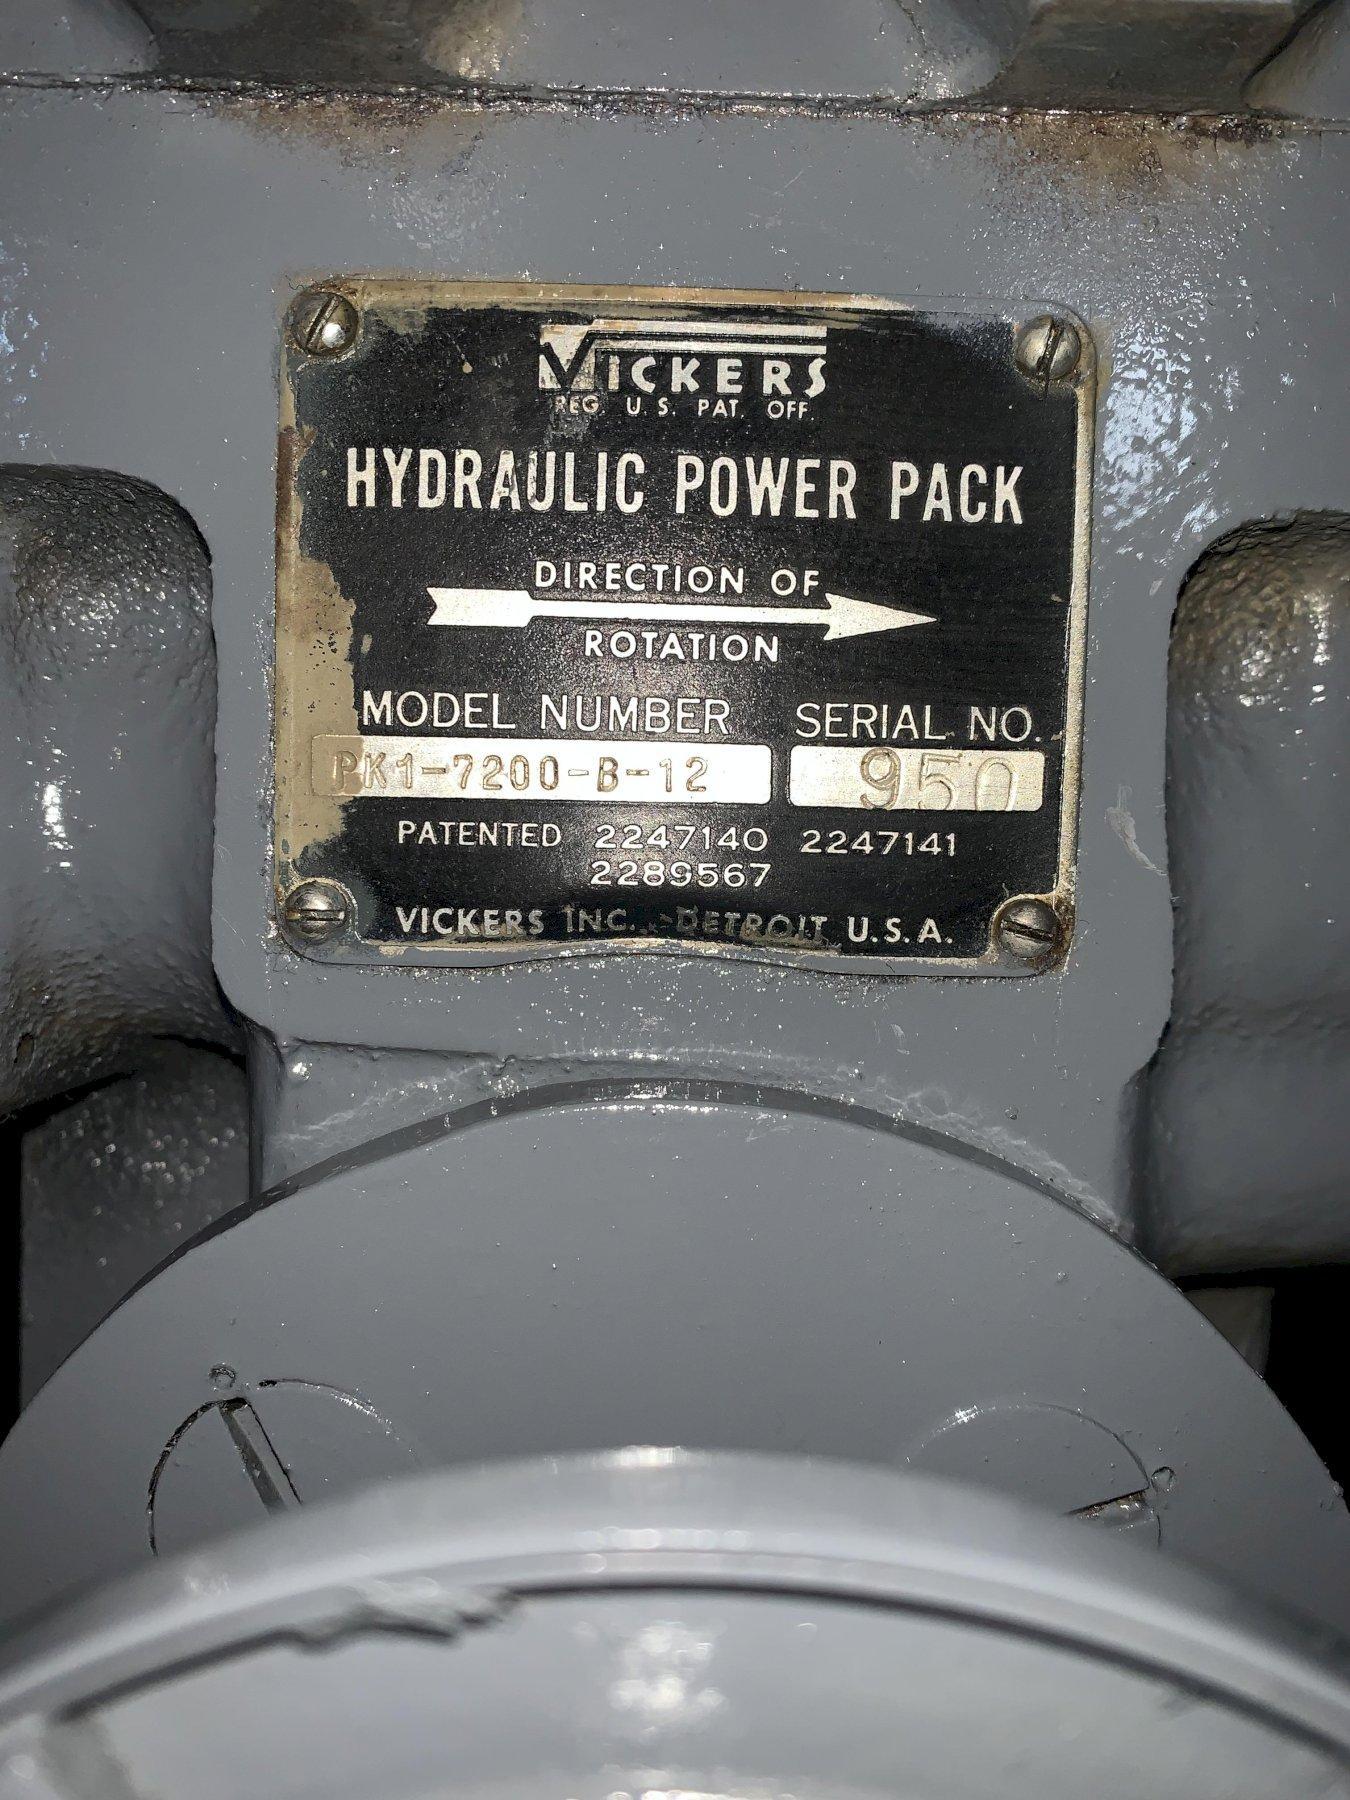 VICKERS
REG. U.S. PAT. OFF.
HYDRAULIC POWER PACK
DIRECTION OF
ROTATION
MODEL NUMBER SERIAL NO.
PK1-7200-B-12 950
PATENTED 2247140 2247141
2289567
VICKERS INC. - DETROIT U.S.A.